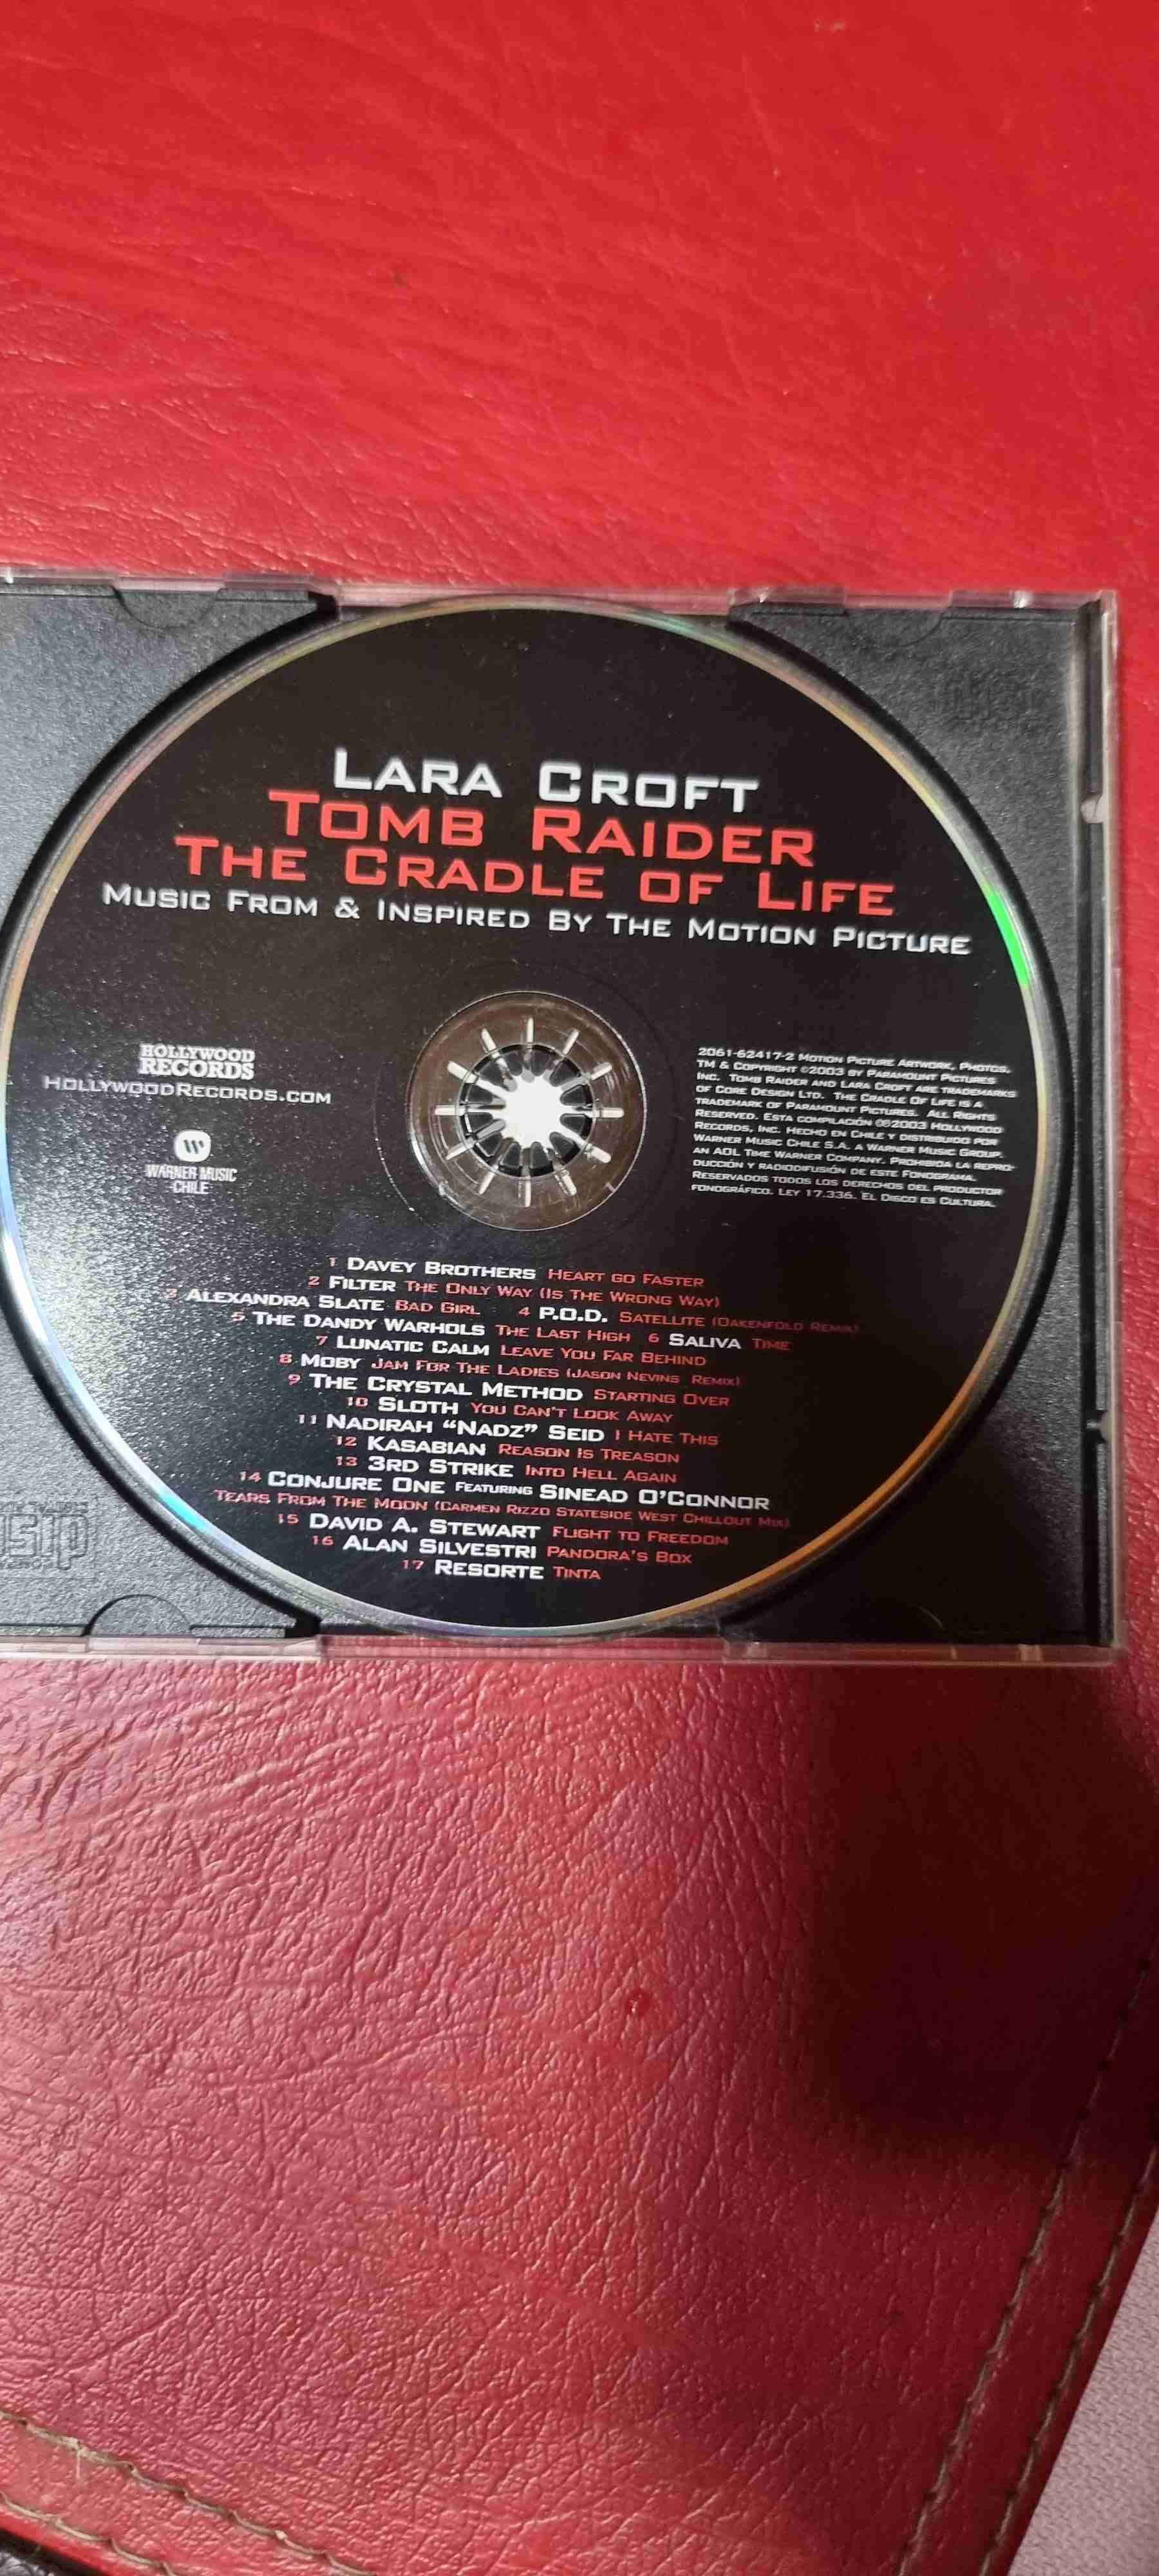 LARA CROFT
TOMB RAIDER
THE CRADLE OF LIFE
MUSIC FROM & INSPIRED BY THE MOTION PICTURE
HOLLYWOOD
RECORDS
HOLLYWOODRECORDS.COM
WARNER MUSIC
CHILE
2061-62417-2 MOTION PICTURE ARTWORK, PHOTOS,
TM & COPYRIGHT ©2003 BY PARAMOUNT PICTURES
INC. TOMB RAIDER AND LARA CROFT ARE TRADEMARKS
OF CORE DESIGN LTD. THE CRADLE OF LIFE IS A
TRADEMARK OF PARAMOUNT PICTURES. ALL RIGHTS
RESERVED. ESTA COMPILACIÓN ℗©2003 HOLLYWOOD
RECORDS, INC. HECHO EN CHILE Y DISTRIBUIDO POR
WARNER MUSIC CHILE S.A. A WARNER MUSIC GROUP.
AN AOL TIME WARNER COMPANY. PROHIBIDA LA REPRO-
DUCCIÓN Y RADIODIFUSIÓN DE ESTE FONOGRAMA.
RESERVADOS TODOS LOS DERECHOS DEL PRODUCTOR
FONOGRÁFICO. LEY 17.336. EL DISCO ES CULTURA.
1 DAVEY BROTHERS HEART GO FASTER
2 FILTER THE ONLY WAY (IS THE WRONG WAY)
3 ALEXANDRA SLATE BAD GIRL 4 P.O.D. SATELLITE (OAKENFOLD REMIX)
5 THE DANDY WARHOLS THE LAST HIGH 6 SALIVA TIME
7 LUNATIC CALM LEAVE YOU FAR BEHIND
8 MOBY JAM FOR THE LADIES (JASON NEVINS REMIX)
9 THE CRYSTAL METHOD STARTING OVER
10 SLOTH YOU CAN'T LOOK AWAY
11 NADIRAH "NADZ" SEID I HATE THIS
12 KASABIAN REASON IS TREASON
13 3RD STRIKE INTO HELL AGAIN
14 CONJURE ONE FEATURING SINEAD O'CONNOR
TEARS FROM THE MOON (CARMEN RIZZO STATESIDE WEST CHILLOUT MIX)
15 DAVID A. STEWART FLIGHT TO FREEDOM
16 ALAN SILVESTRI PANDORA'S BOX
17 RESORTE TINTA